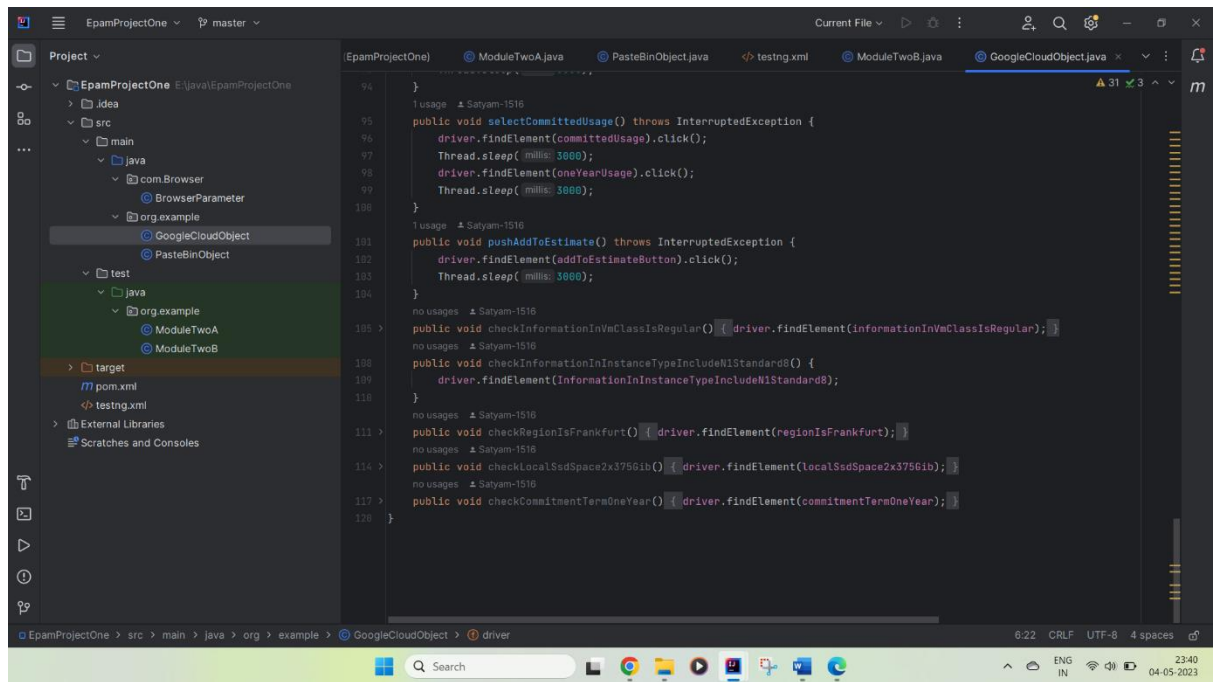 EpamProjectOne master Current File
Project
(EpamProjectOne) ModuleTwoA.java PasteBinObject.java testng.xml ModuleTwoB.java GoogleCloudObject.java
EpamProjectOne E:\java\EpamProjectOne
.idea
src
main
java
com.Browser
BrowserParameter
org.example
GoogleCloudObject
PasteBinObject
test
java
org.example
ModuleTwoA
ModuleTwoB
target
pom.xml
testng.xml
External Libraries
Scratches and Consoles
31 3
m
94 }
1 usage Satyam-1516
95 public void selectCommittedUsage() throws InterruptedException {
96 driver.findElement(committedUsage).click();
97 Thread.sleep( millis: 3000);
98 driver.findElement(oneYearUsage).click();
99 Thread.sleep( millis: 3000);
100 }
1 usage Satyam-1516
101 public void pushAddToEstimate() throws InterruptedException {
102 driver.findElement(addToEstimateButton).click();
103 Thread.sleep( millis: 3000);
104 }
no usages Satyam-1516
105 public void checkInformationInVmClassIsRegular() { driver.findElement(informationInVmClassIsRegular); }
no usages Satyam-1516
108 public void checkInformationInInstanceTypeIncludeN1Standard8() {
109 driver.findElement(InformationInInstanceTypeIncludeN1Standard8);
110 }
no usages Satyam-1516
111 public void checkRegionIsFrankfurt() { driver.findElement(regionIsFrankfurt); }
no usages Satyam-1516
114 public void checkLocalSsdSpace2x375Gib() { driver.findElement(localSsdSpace2x375Gib); }
no usages Satyam-1516
117 public void checkCommitmentTermOneYear() { driver.findElement(commitmentTermOneYear); }
120 }
EpamProjectOne > src > main > java > org > example > GoogleCloudObject > driver 6:22 CRLF UTF-8 4 spaces
Search
ENG
IN
23:40
04-05-2023